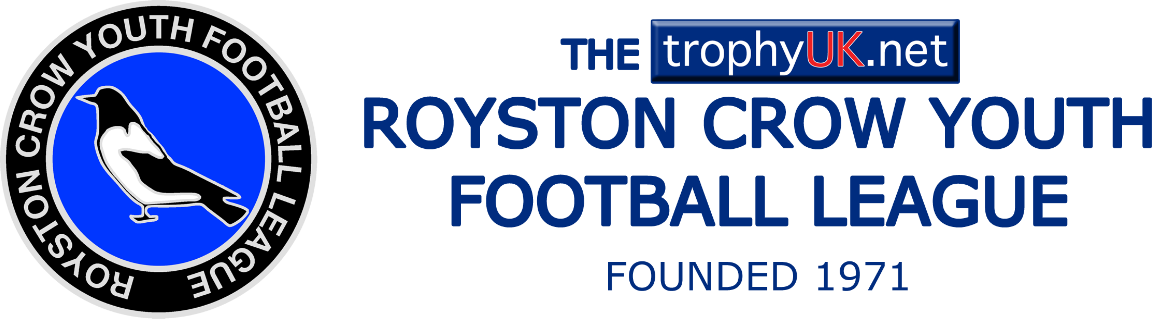 ROYSTON CROW YOUTH FOOTBALL LEAGUE
THE trophyUK.net
ROYSTON CROW YOUTH
FOOTBALL LEAGUE
FOUNDED 1971